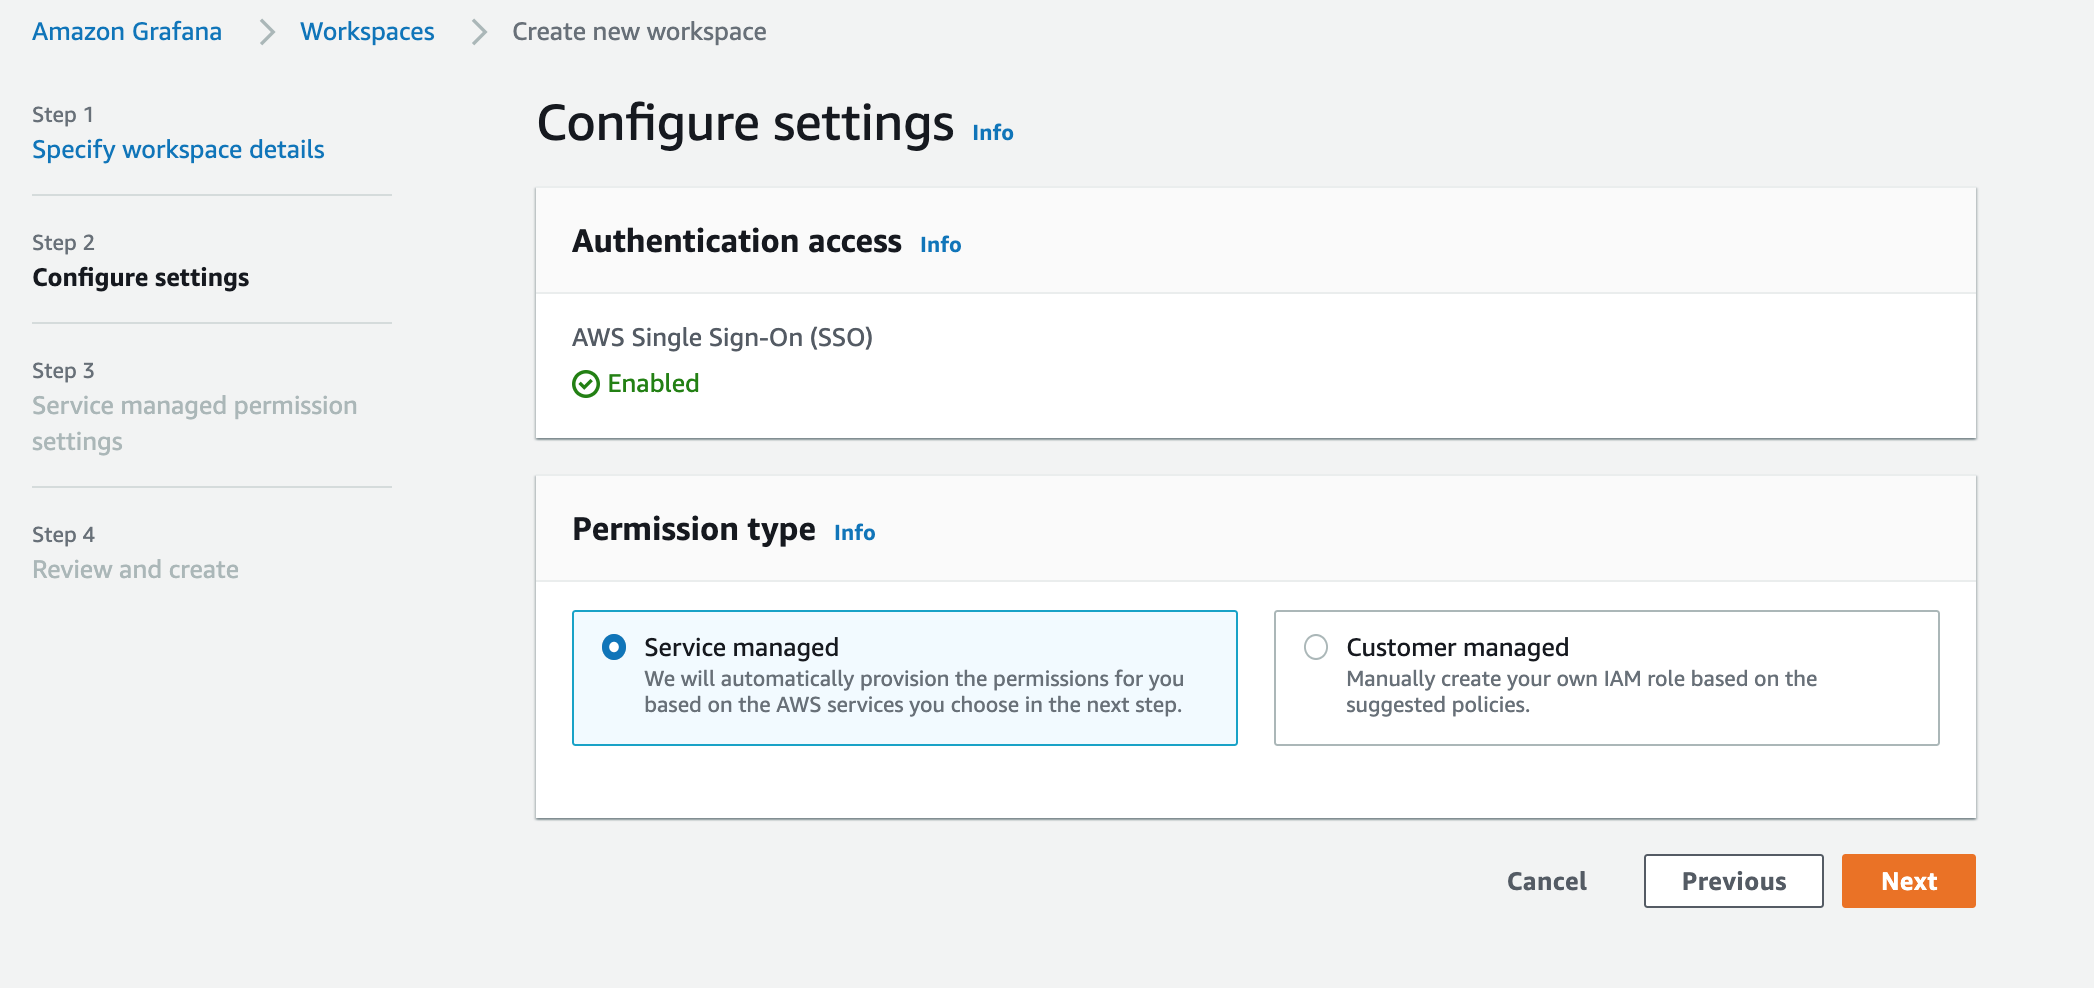 Amazon Grafana
Workspaces
Create new workspace
Step 1
Specify workspace details
Step 2
Configure settings
Step 3
Service managed permission
settings
Step 4
Review and create
Configure settings Info
Authentication access Info
AWS Single Sign-On (SSO)
Enabled
Permission type Info
Service managed
We will automatically provision the permissions for you
based on the AWS services you choose in the next step.
Customer managed
Manually create your own IAM role based on the
suggested policies.
Cancel
Previous
Next